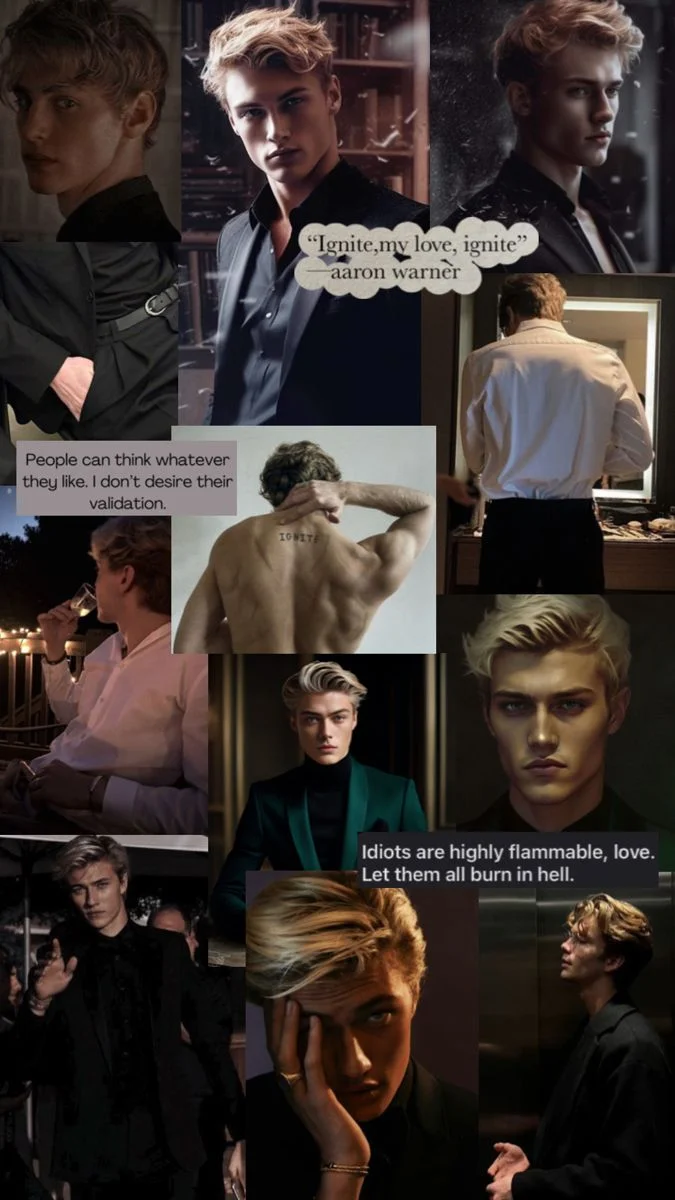 “Ignite,my love, ignite”
—aaron warner
People can think whatever
they like. I don't desire their
validation.
IGNITE
Idiots are highly flammable, love.
Let them all burn in hell.